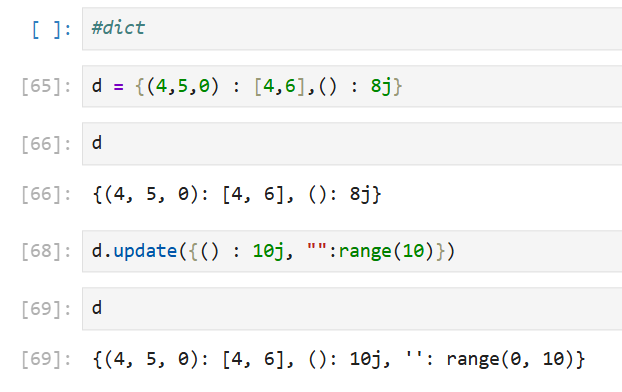 [ ]: #dict
[65]: d = {(4,5,0) : [4,6],() : 8j}
[66]: d
[66]: {(4, 5, 0): [4, 6], (): 8j}
[68]: d.update({() : 10j, "":range(10)})
[69]: d
[69]: {(4, 5, 0): [4, 6], (): 10j, '': range(0, 10)}